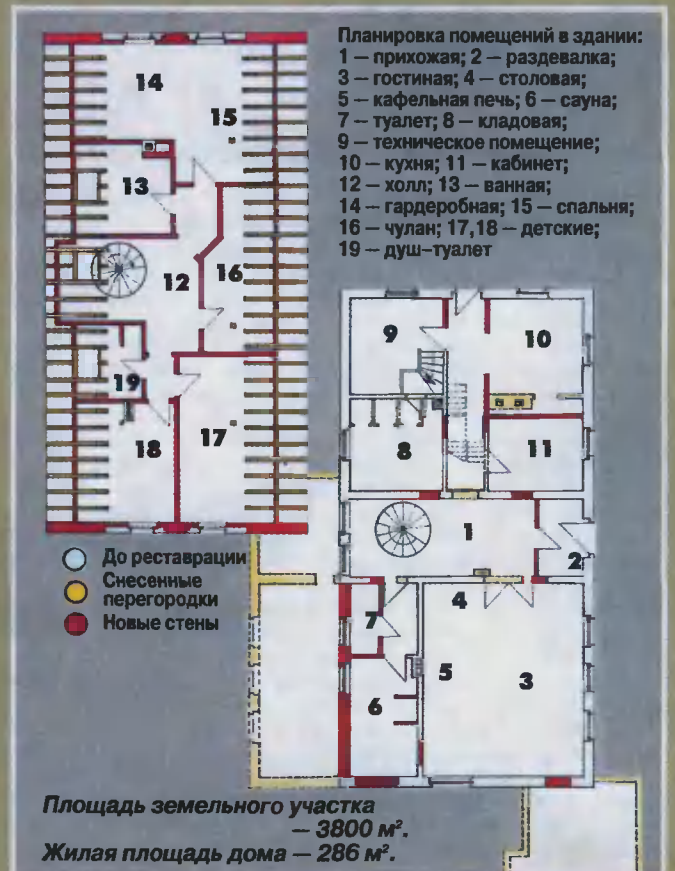 Планировка помещений в здании:
1 – прихожая; 2 – раздевалка;
3 – гостиная; 4 – столовая;
5 – кафельная печь; 6 – сауна;
7 – туалет; 8 – кладовая;
9 – техническое помещение;
10 – кухня; 11 – кабинет;
12 – холл; 13 – ванная;
14 – гардеробная; 15 – спальня;
16 – чулан; 17,18 – детские;
19 – душ–туалет
14
15
13
12
16
19
18
17
9
10
8
11
1
2
7
4
5
3
6
До реставрации
Снесенные
перегородки
Новые стены
Площадь земельного участка
– 3800 м².
Жилая площадь дома – 286 м².